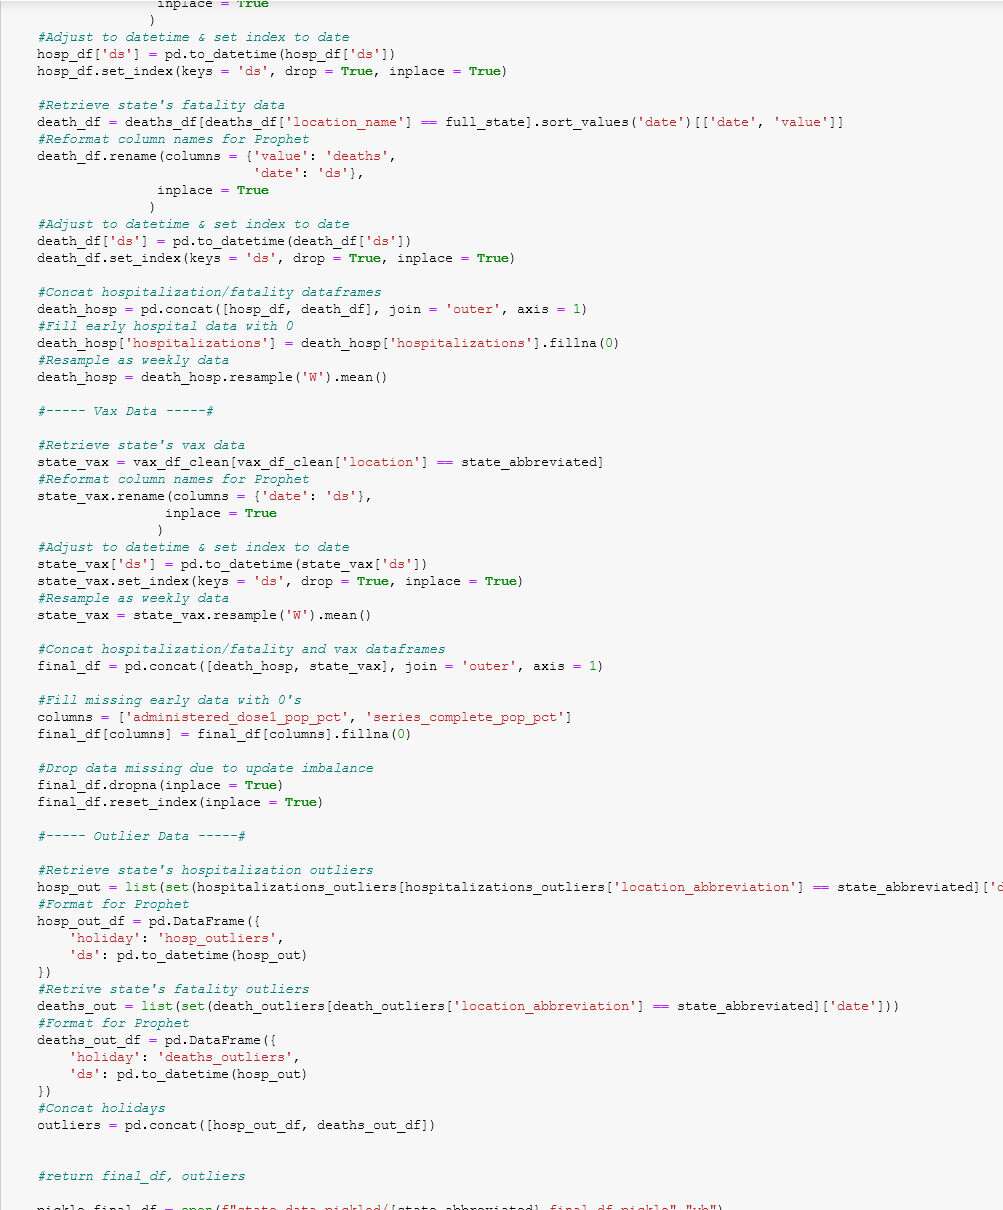 inplace = True
)
#Adjust to datetime & set index to date
hosp_df['ds'] = pd.to_datetime(hosp_df['ds'])
hosp_df.set_index(keys = 'ds', drop = True, inplace = True)
#Retrieve state's fatality data
death_df = deaths_df[deaths_df['location_name'] == full_state].sort_values('date')[['date', 'value']]
#Reformat column names for Prophet
death_df.rename(columns = {'value': 'deaths',
'date': 'ds'},
inplace = True
)
#Adjust to datetime & set index to date
death_df['ds'] = pd.to_datetime(death_df['ds'])
death_df.set_index(keys = 'ds', drop = True, inplace = True)
#Concat hospitalization/fatality dataframes
death_hosp = pd.concat([hosp_df, death_df], join = 'outer', axis = 1)
#Fill early hospital data with 0
death_hosp['hospitalizations'] = death_hosp['hospitalizations'].fillna(0)
#Resample as weekly data
death_hosp = death_hosp.resample('W').mean()
#----- Vax Data -----#
#Retrieve state's vax data
state_vax = vax_df_clean[vax_df_clean['location'] == state_abbreviated]
#Reformat column names for Prophet
state_vax.rename(columns = {'date': 'ds'},
inplace = True
)
#Adjust to datetime & set index to date
state_vax['ds'] = pd.to_datetime(state_vax['ds'])
state_vax.set_index(keys = 'ds', drop = True, inplace = True)
#Resample as weekly data
state_vax = state_vax.resample('W').mean()
#Concat hospitalization/fatality and vax dataframes
final_df = pd.concat([death_hosp, state_vax], join = 'outer', axis = 1)
#Fill missing early data with 0's
columns = ['administered_dose1_pop_pct', 'series_complete_pop_pct']
final_df[columns] = final_df[columns].fillna(0)
#Drop data missing due to update imbalance
final_df.dropna(inplace = True)
final_df.reset_index(inplace = True)
#----- Outlier Data -----#
#Retrieve state's hospitalization outliers
hosp_out = list(set(hospitalizations_outliers[hospitalizations_outliers['location_abbreviation'] == state_abbreviated]['d
#Format for Prophet
hosp_out_df = pd.DataFrame({
'holiday': 'hosp_outliers',
'ds': pd.to_datetime(hosp_out)
})
#Retrive state's fatality outliers
deaths_out = list(set(death_outliers[death_outliers['location_abbreviation'] == state_abbreviated]['date']))
#Format for Prophet
deaths_out_df = pd.DataFrame({
'holiday': 'deaths_outliers',
'ds': pd.to_datetime(hosp_out)
})
#Concat holidays
outliers = pd.concat([hosp_out_df, deaths_out_df])
#return final_df, outliers
pickle_final_df = open(f"state_data_pickled/{state_abbreviated}_final_df.pickle","wb")